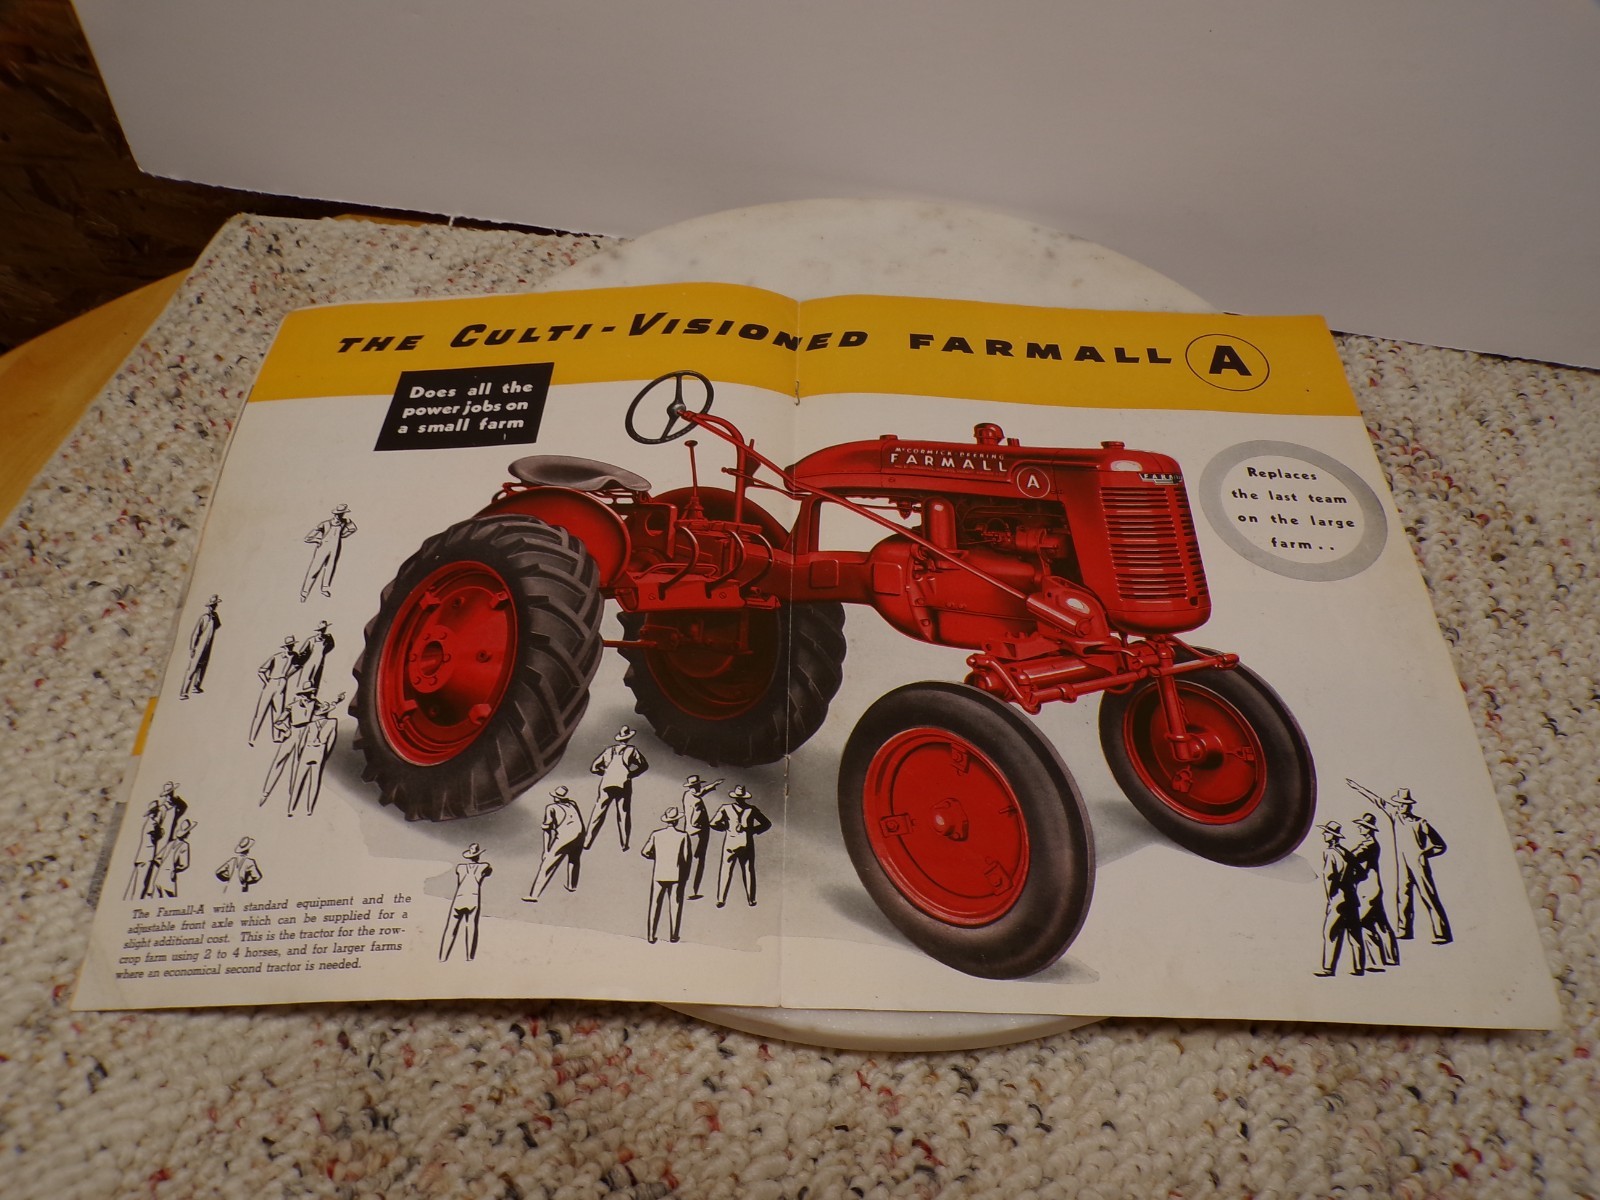 THE CULTI-VISIONED FARMALL A
Does all the
power jobs on
a small farm
McCORMICK-DEERING
FARMALL
A
Replaces
the last team
on the large
farm..
The Farmall-A with standard equipment and the
adjustable front axle which can be supplied for a
slight additional cost. This is the tractor for the row-
crop farm using 2 to 4 horses, and for larger farms
where an economical second tractor is needed.